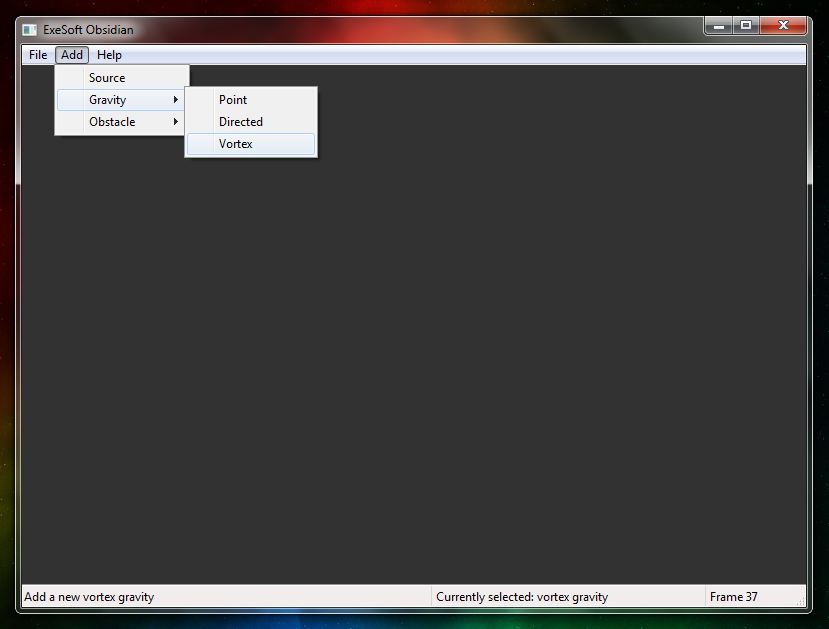 ExeSoft Obsidian
File Add Help
Source
Gravity
Obstacle
Point
Directed
Vortex
Add a new vortex gravity
Currently selected: vortex gravity
Frame 37